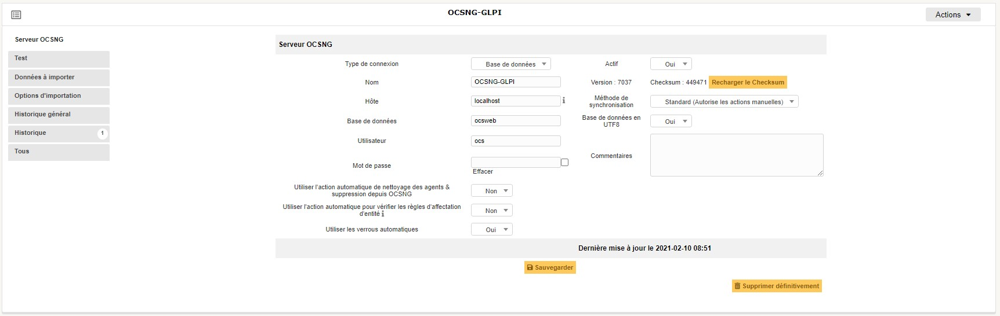 OCSNG-GLPI
Actions
Serveur OCSNG
Test
Données à importer
Options d'importation
Historique général
Historique 1
Tous
Serveur OCSNG
Type de connexion Base de données Actif Oui
Nom OCSNG-GLPI Version : 7037 Checksum : 449471 Recharger le Checksum
Hôte localhost Méthode de
synchronisation Standard (Autorise les actions manuelles)
Base de données ocsweb Base de données en
UTF8 Oui
Utilisateur ocs
Commentaires
Mot de passe
Effacer
Utiliser l'action automatique de nettoyage des agents &
suppression depuis OCSNG Non
Utiliser l'action automatique pour vérifier les règles d'affectation
d'entité Non
Utiliser les verrous automatiques Oui
Dernière mise à jour le 2021-02-10 08:51
Sauvegarder
Supprimer définitivement